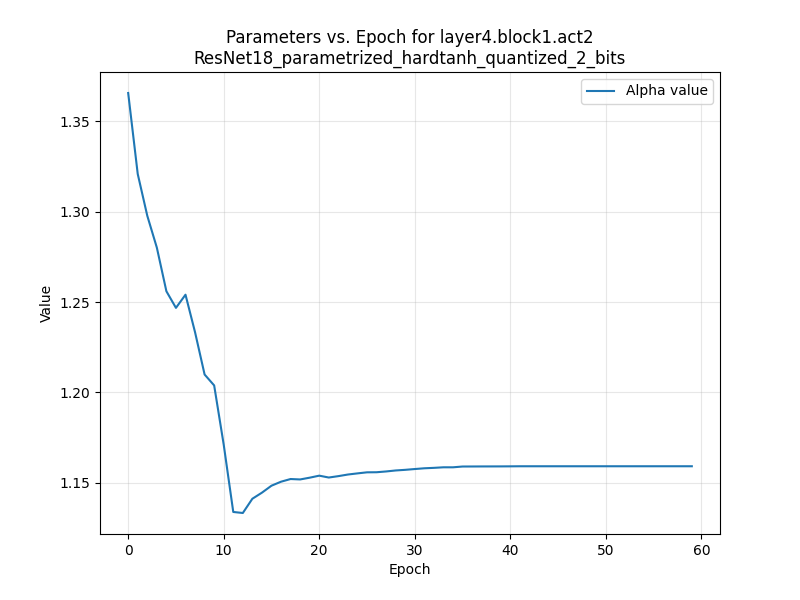 Parameters vs. Epoch for layer4.block1.act2
ResNet18_parametrized_hardtanh_quantized_2_bits
Alpha value
1.35
1.30
1.25
1.20
1.15
Value
0 10 20 30 40 50 60
Epoch